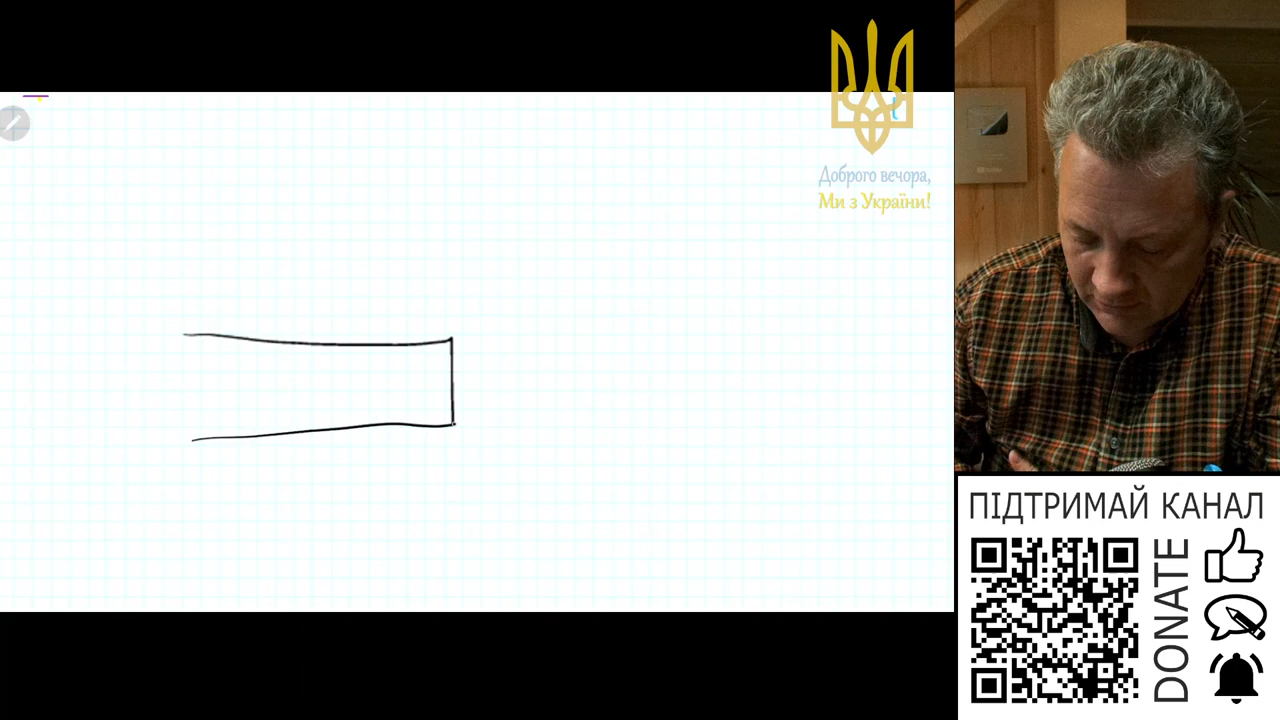 Доброго вечора,
Ми з України!
ПІДТРИМАЙ КАНАЛ
DONATE